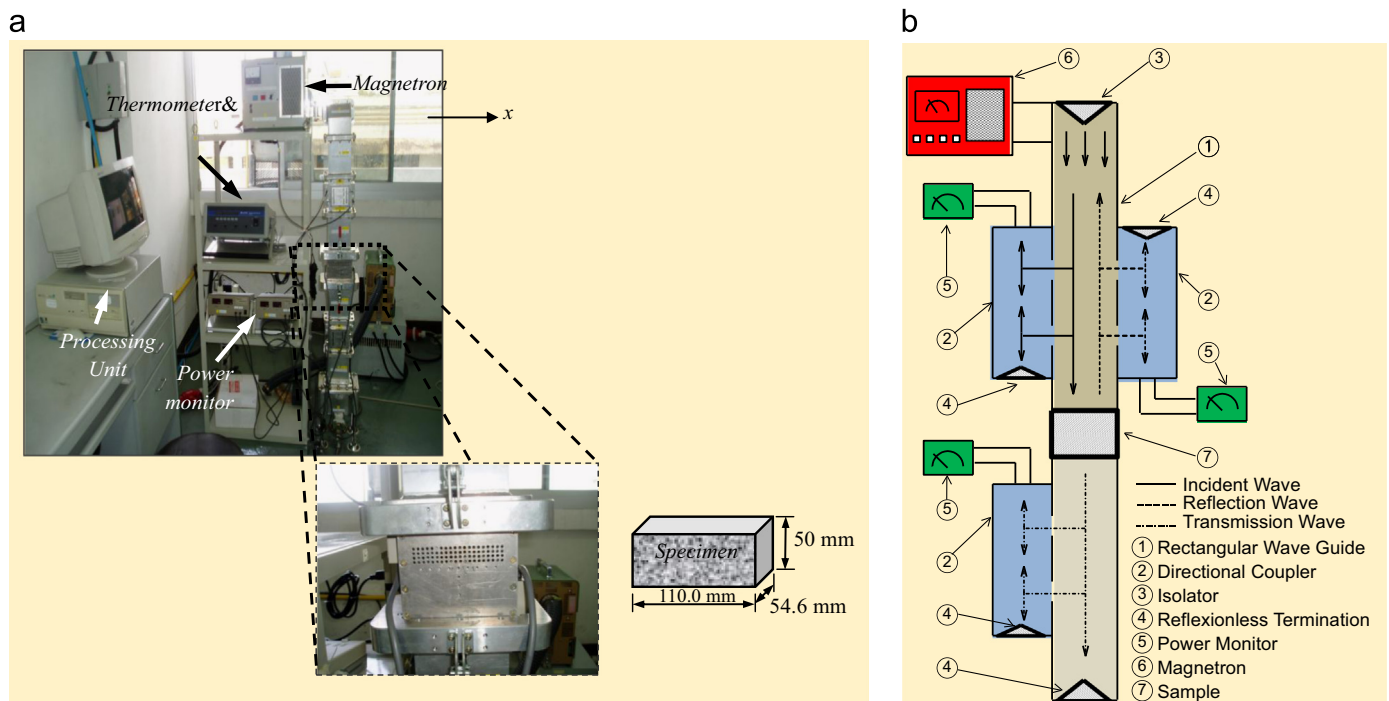 a
Magnetron
Thermometer&
x
Processing
Unit
Power
monitor
Specimen
50 mm
110.0 mm
54.6 mm
b
6
3
1
4
5
2
2
5
4
5
7
2
4
4
Incident Wave
Reflection Wave
Transmission Wave
1 Rectangular Wave Guide
2 Directional Coupler
3 Isolator
4 Reflexionless Termination
5 Power Monitor
6 Magnetron
7 Sample